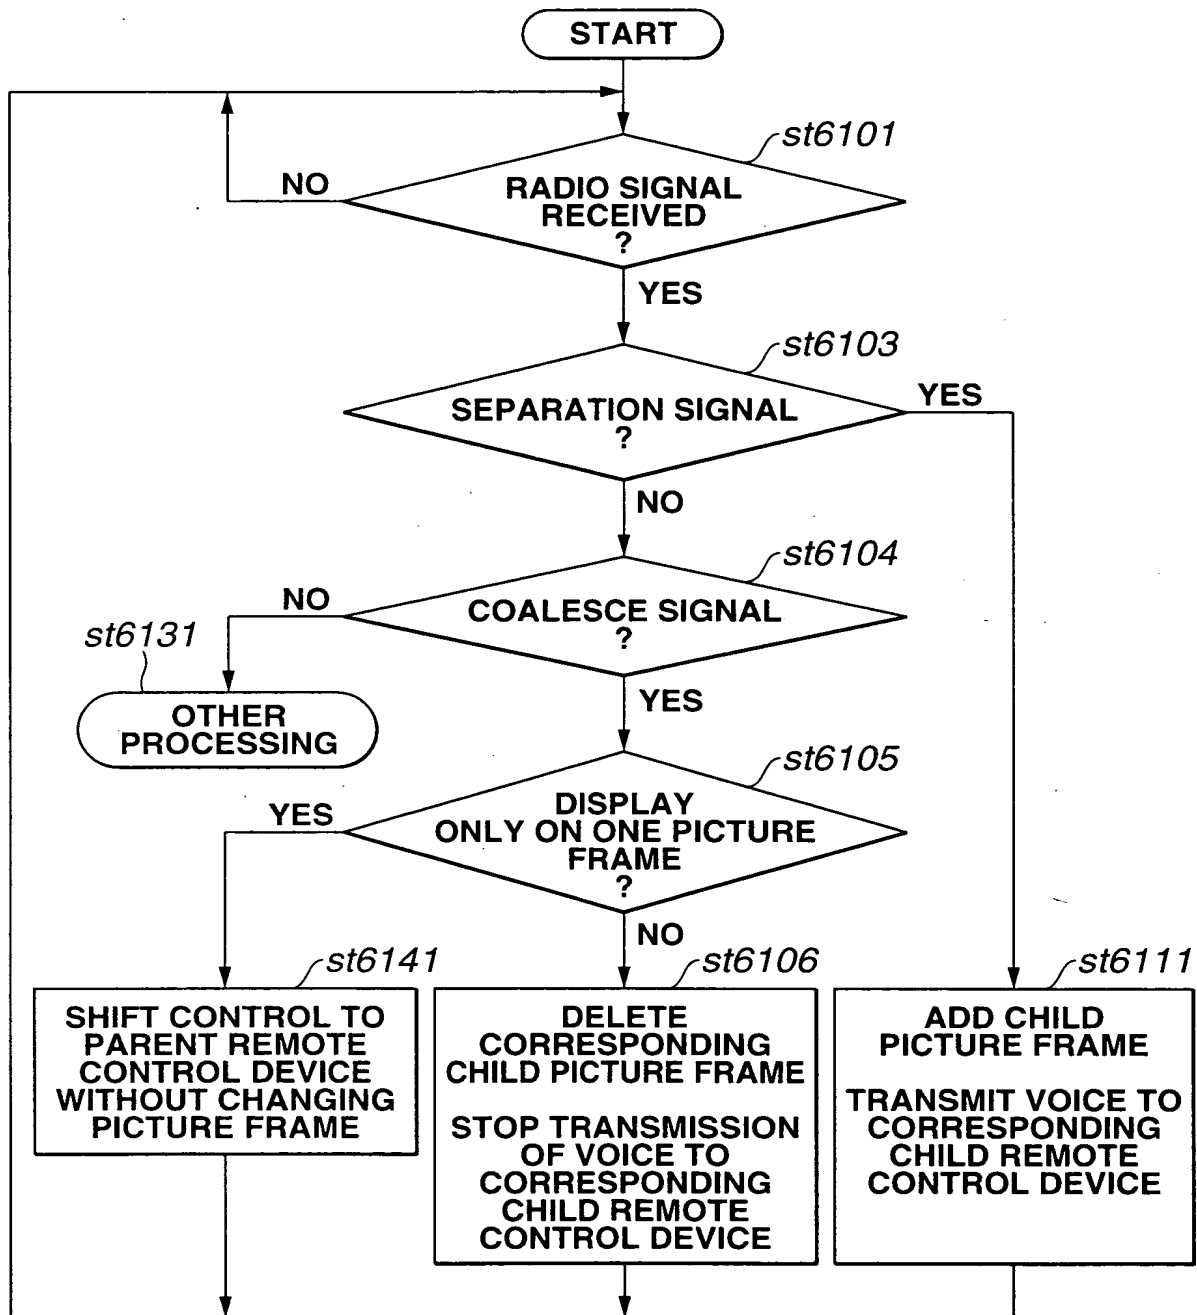 START
st6101
NO
RADIO SIGNAL
RECEIVED
?
YES
st6103
SEPARATION SIGNAL
?
YES
NO
st6104
NO
COALESCE SIGNAL
?
st6131
YES
OTHER
PROCESSING
st6105
YES
DISPLAY
ONLY ON ONE PICTURE
FRAME
?
NO
st6141
SHIFT CONTROL TO
PARENT REMOTE
CONTROL DEVICE
WITHOUT CHANGING
PICTURE FRAME
st6106
DELETE
CORRESPONDING
CHILD PICTURE FRAME
STOP TRANSMISSION
OF VOICE TO
CORRESPONDING
CHILD REMOTE
CONTROL DEVICE
st6111
ADD CHILD
PICTURE FRAME
TRANSMIT VOICE TO
CORRESPONDING
CHILD REMOTE
CONTROL DEVICE